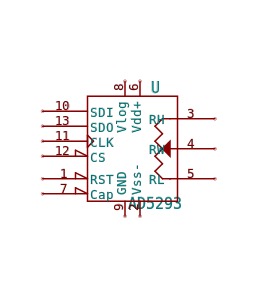 8 6 U
10 SDI Vlog Vdd+ RH 3
13 SDO
11 CLK RW 4
12 CS
1 RST GND Vss- RL 5
7 Cap
9 AD5293